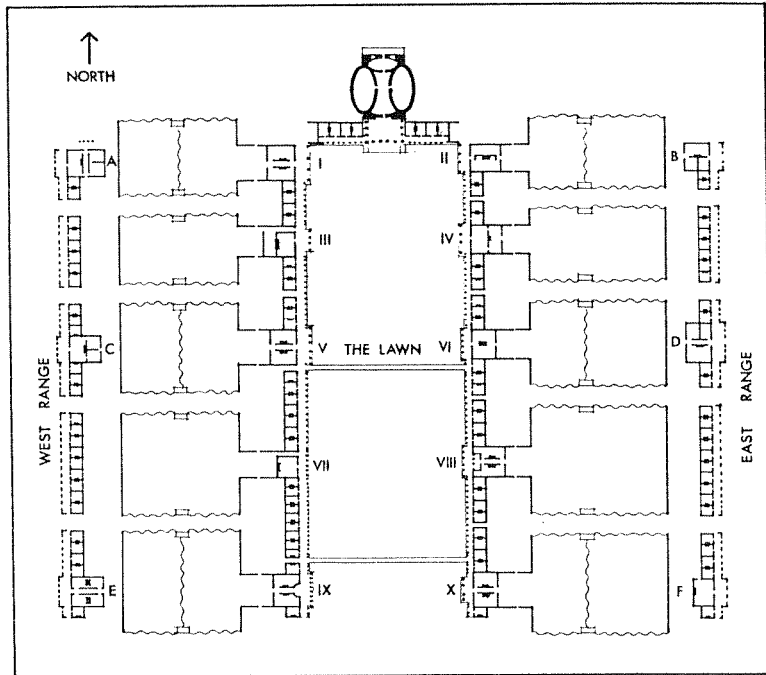 NORTH
I II
A B
III IV
C V THE LAWN VI D
WEST RANGE
EAST RANGE
VII VIII
E IX X F